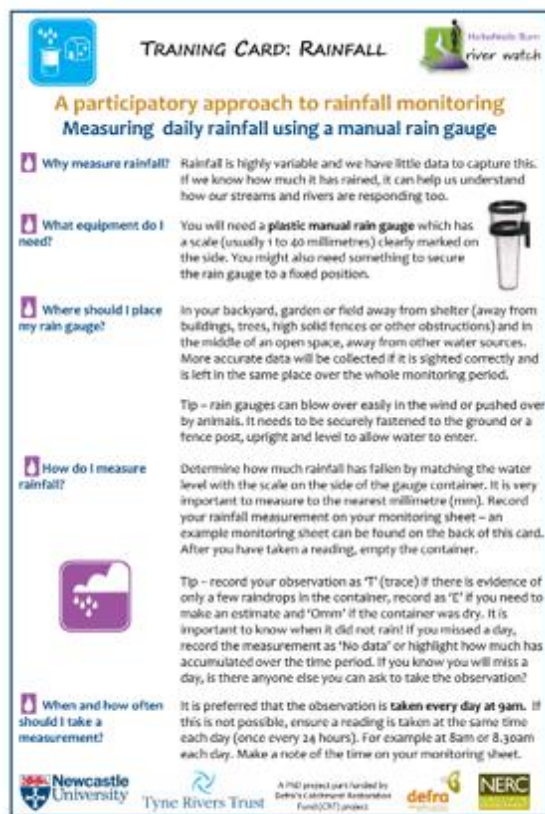 TRAINING CARD: RAINFALL
Haltwhistle Burn
river watch
A participatory approach to rainfall monitoring
Measuring daily rainfall using a manual rain gauge
Why measure rainfall?
Rainfall is highly variable and we have little data to capture this.
If we know how much it has rained, it can help us understand
how our streams and rivers are responding too.
What equipment do I
need?
You will need a plastic manual rain gauge which has
a scale (usually 1 to 40 millimetres) clearly marked on
the side. You might also need something to secure
the rain gauge to a fixed position.
Where should I place
my rain gauge?
In your backyard, garden or field away from shelter (away from
buildings, trees, high solid fences or other obstructions) and in
the middle of an open space, away from other water sources.
More accurate data will be collected if it is sighted correctly and
is left in the same place over the whole monitoring period.
Tip – rain gauges can blow over easily in the wind or pushed over
by animals. It needs to be securely fastened to the ground or a
fence post, upright and level to allow water to enter.
How do I measure
rainfall?
Determine how much rainfall has fallen by matching the water
level with the scale on the side of the gauge container. It is very
important to measure to the nearest millimetre (mm). Record
your rainfall measurement on your monitoring sheet – an
example monitoring sheet can be found on the back of this card.
After you have taken a reading, empty the container.
Tip – record your observation as ‘T’ (trace) if there is evidence of
only a few raindrops in the container, record as ‘E’ if you need to
make an estimate and ‘0mm’ if the container was dry. It is
important to know when it did not rain! If you missed a day,
record the measurement as ‘No data’ or highlight how much has
accumulated over the time period. If you know you will miss a
day, is there anyone else you can ask to take the observation?
When and how often
should I take a
measurement?
It is preferred that the observation is taken every day at 9am. If
this is not possible, ensure a reading is taken at the same time
each day (once every 24 hours). For example at 8am or 8.30am
each day. Make a note of the time on your monitoring sheet.
Newcastle
University
Tyne Rivers Trust
A PhD project part funded by
Defra's Catchment Restoration
Fund(CRF) project
defra
NERC